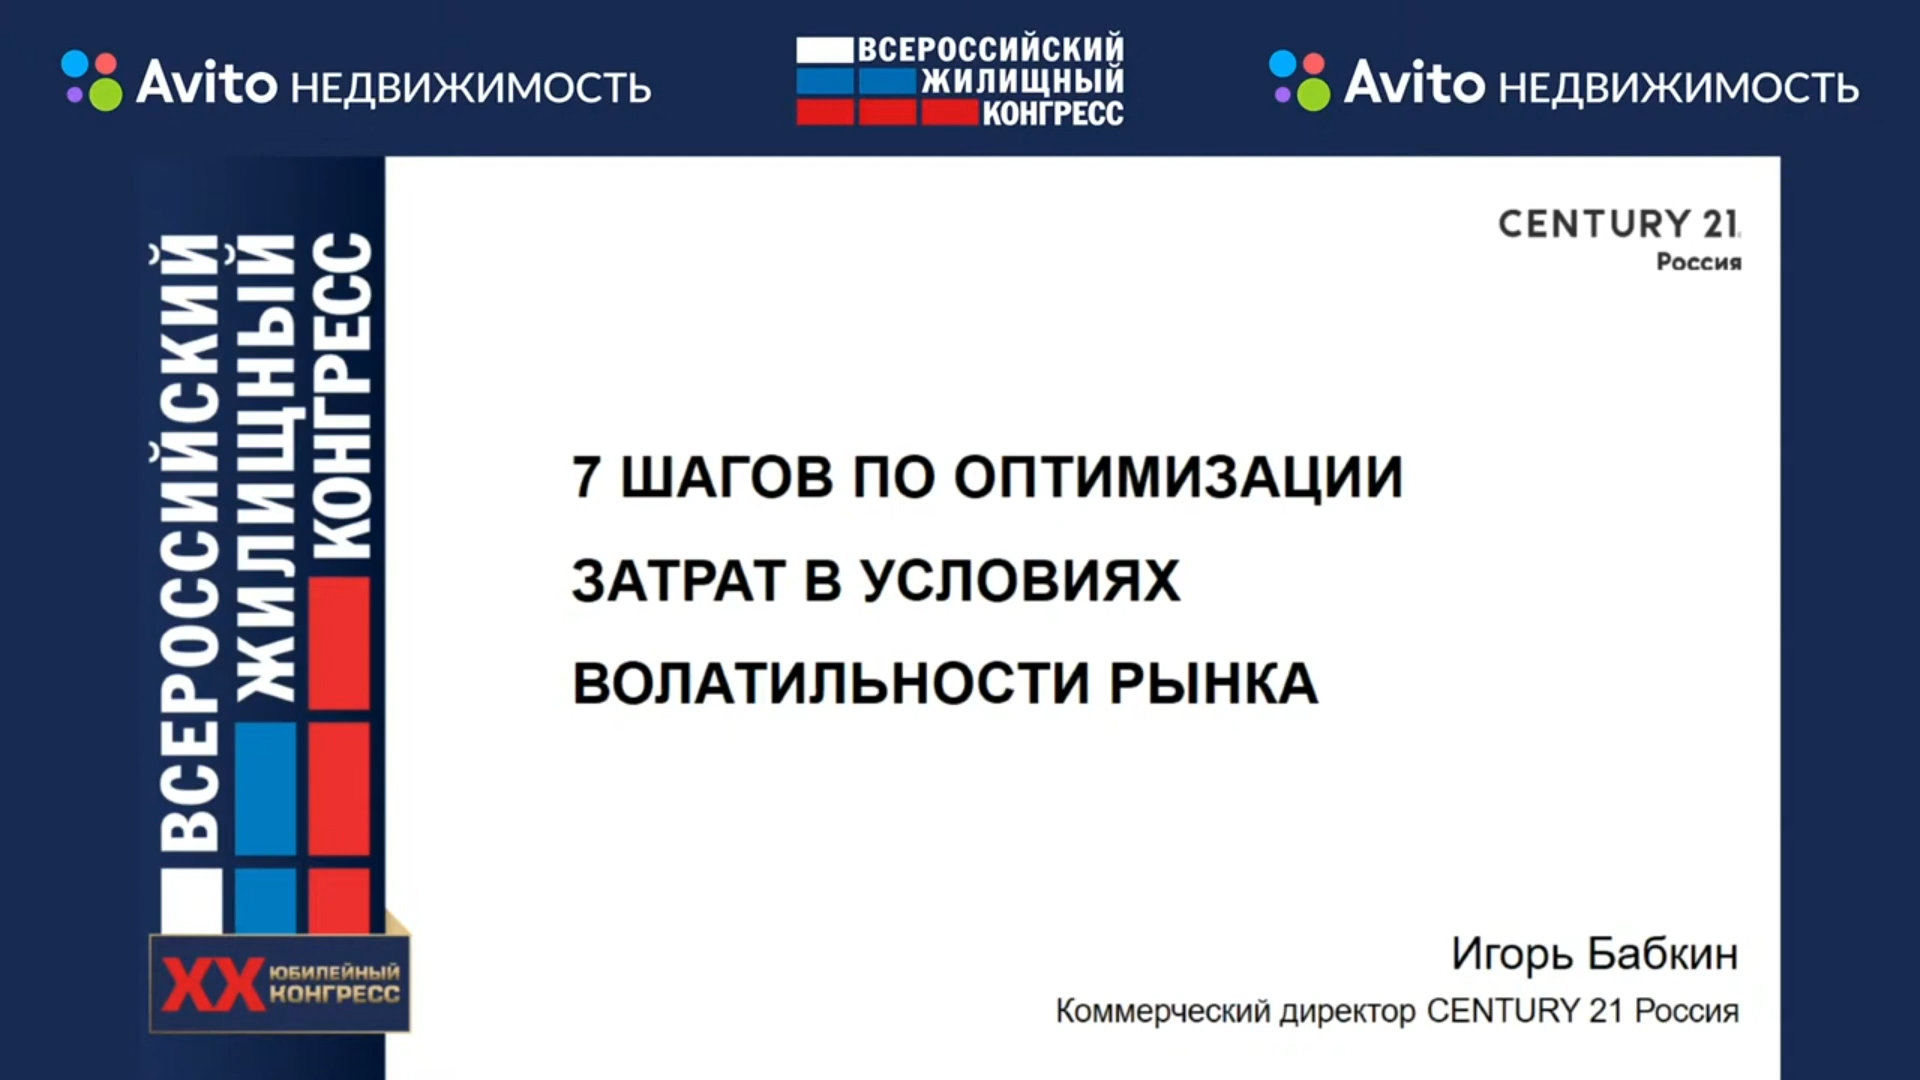 Avito НЕДВИЖИМОСТЬ
ВСЕРОССИЙСКИЙ
ЖИЛИЩНЫЙ
КОНГРЕСС
Avito НЕДВИЖИМОСТЬ
ВСЕРОССИЙСКИЙ
ЖИЛИЩНЫЙ
КОНГРЕСС
CENTURY 21
Россия
7 ШАГОВ ПО ОПТИМИЗАЦИИ
ЗАТРАТ В УСЛОВИЯХ
ВОЛАТИЛЬНОСТИ РЫНКА
XX ЮБИЛЕЙНЫЙ
КОНГРЕСС
Игорь Бабкин
Коммерческий директор CENTURY 21 Россия